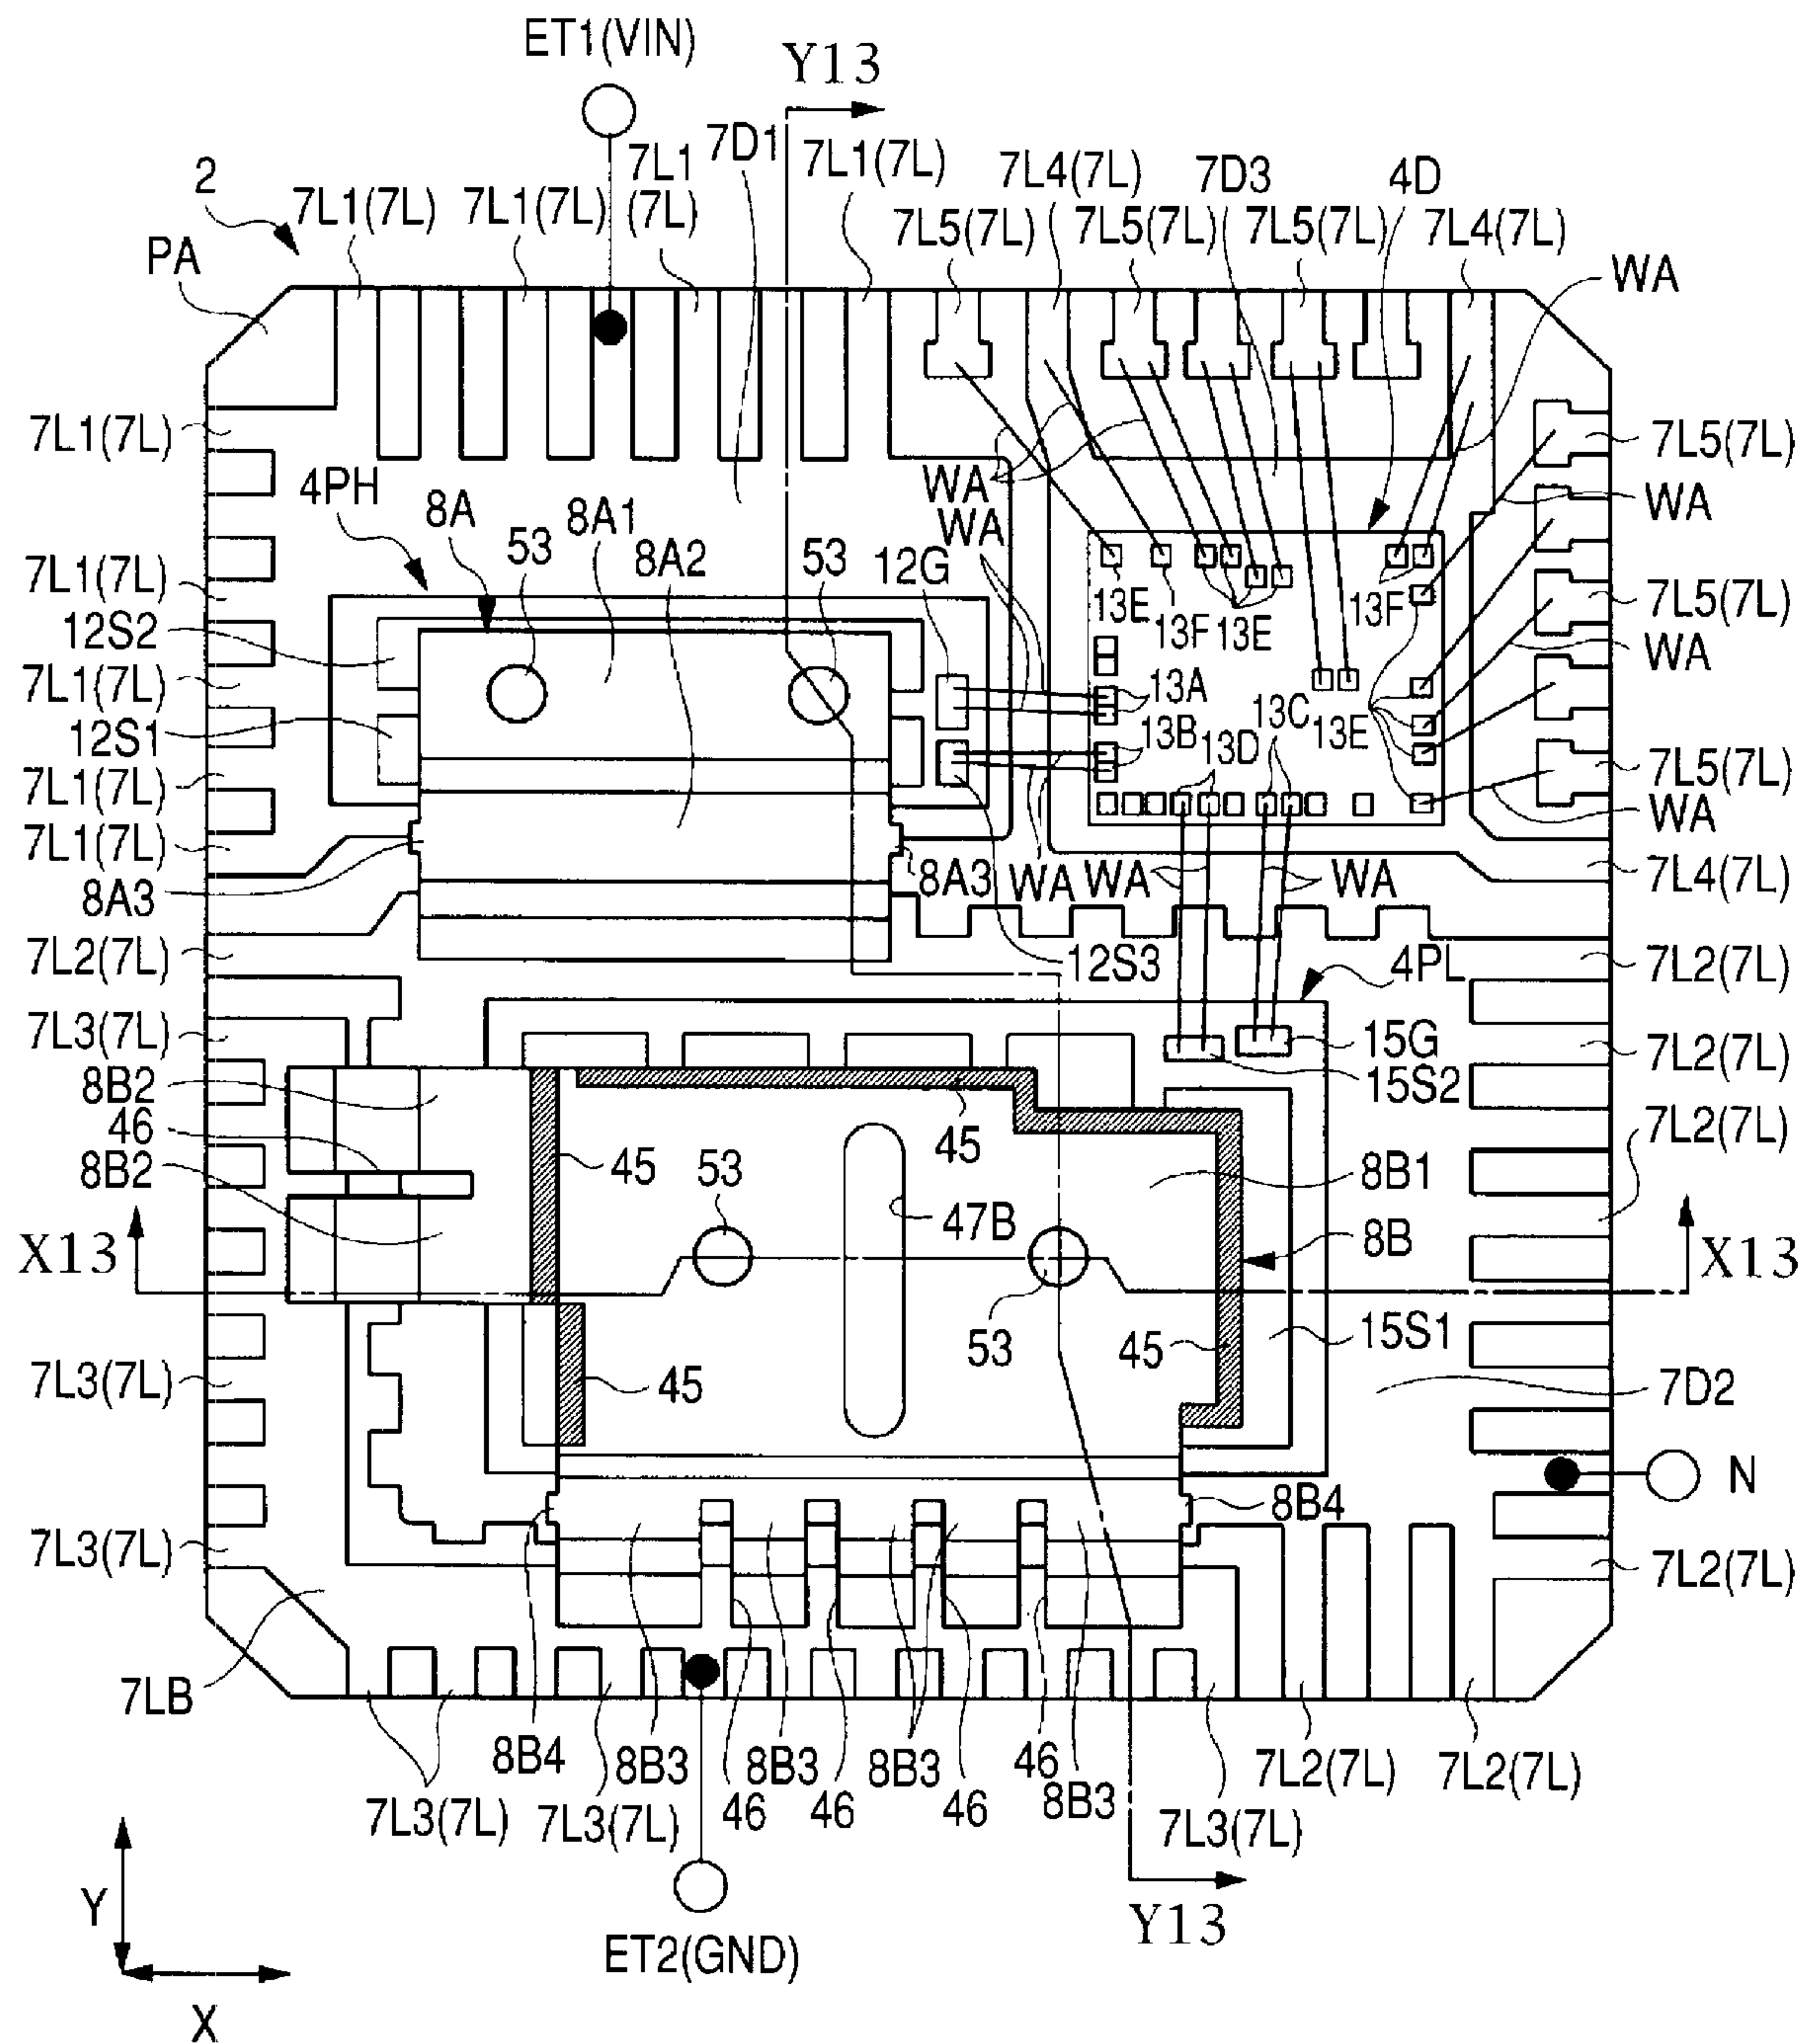 ET1(VIN)
Y13
7L1
(7L)
7D1
7L1(7L)
7L4(7L)
7D3
4D
2
7L1(7L)
7L1(7L)
7L5(7L)
7L5(7L)
7L5(7L)
7L4(7L)
PA
WA
7L1(7L)
7L5(7L)
4PH
8A
8A1
WA
WA
WA
53
8A2
53
12G
7L1(7L)
13E
13F
13E
13F
7L5(7L)
12S2
WA
7L1(7L)
13A
12S1
13B
13D
13C
13E
7L1(7L)
7L5(7L)
WA
7L1(7L)
8A3
8A3
WA
WA
WA
7L4(7L)
7L2(7L)
12S3
4PL
7L2(7L)
7L3(7L)
15G
7L2(7L)
8B2
15S2
46
45
45
7L2(7L)
8B2
53
8B1
47B
8B
X13
X13
53
45
15S1
7L3(7L)
45
7D2
N
8B4
7L3(7L)
7L2(7L)
7LB
8B4
8B3
8B3
8B3
46
8B3
7L2(7L)
7L2(7L)
7L3(7L)
7L3(7L)
46
46
46
7L3(7L)
Y
ET2(GND)
Y13
X